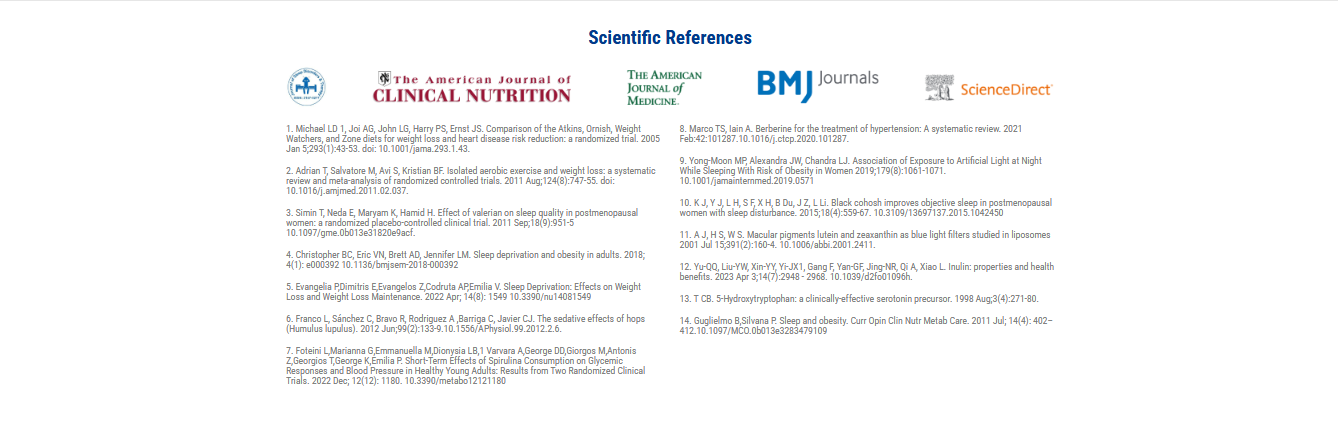 Scientific References
The American Journal of
CLINICAL NUTRITION
THE AMERICAN
JOURNAL of
MEDICINE
BMJ Journals
ScienceDirect
1. Michael LD 1, Joi AG, John LG, Harry PS, Ernst JS. Comparison of the Atkins, Ornish, Weight
Watchers, and Zone diets for weight loss and heart disease risk reduction: a randomized trial. 2005
Jan 5;293(1):43-53. doi: 10.1001/jama.293.1.43.
2. Adrian T, Salvatore M, Avi S, Kristian BF. Isolated aerobic exercise and weight loss: a systematic
review and meta-analysis of randomized controlled trials. 2011 Aug;124(8):747-55. doi:
10.1016/j.amjmed.2011.02.037.
3. Simin T, Neda E, Maryam K, Hamid H. Effect of valerian on sleep quality in postmenopausal
women: a randomized placebo-controlled clinical trial. 2011 Sep;18(9):951-5
10.1097/gme.0b013e31820e9acf.
4. Christopher BC, Eric VN, Brett AD, Jennifer LM. Sleep deprivation and obesity in adults. 2018;
4(1): e000392 10.1136/bmjsem-2018-000392
5. Evangelia P,Dimitris E,Evangelos Z,Codruta AP,Emilia V. Sleep Deprivation: Effects on Weight
Loss and Weight Loss Maintenance. 2022 Apr; 14(8): 1549 10.3390/nu14081549
6. Franco L, Sánchez C, Bravo R, Rodriguez A ,Barriga C, Javier CJ. The sedative effects of hops
(Humulus lupulus). 2012 Jun;99(2):133-9.10.1556/APhysiol.99.2012.2.6.
7. Foteini L,Marianna G,Emmanuella M,Dionysia LB,1 Varvara A,George DD,Giorgos M,Antonis
Z,Georgios T,George K,Emilia P. Short-Term Effects of Spirulina Consumption on Glycemic
Responses and Blood Pressure in Healthy Young Adults: Results from Two Randomized Clinical
Trials. 2022 Dec; 12(12): 1180. 10.3390/metabo12121180
8. Marco TS, Iain A. Berberine for the treatment of hypertension: A systematic review. 2021
Feb:42:101287.10.1016/j.ctcp.2020.101287.
9. Yong-Moon MP, Alexandra JW, Chandra LJ. Association of Exposure to Artificial Light at Night
While Sleeping With Risk of Obesity in Women 2019;179(8):1061-1071.
10.1001/jamainternmed.2019.0571
10. K J, Y J, L H, S F, X H, B Du, J Z, L Li. Black cohosh improves objective sleep in postmenopausal
women with sleep disturbance. 2015;18(4):559-67. 10.3109/13697137.2015.1042450
11. A J, H S, W S. Macular pigments lutein and zeaxanthin as blue light filters studied in liposomes
2001 Jul 15;391(2):160-4. 10.1006/abbi.2001.2411.
12. Yu-QQ, Liu-YW, Xin-YY, Yi-JX1, Gang F, Yan-GF, Jing-NR, Qi A, Xiao L. Inulin: properties and health
benefits. 2023 Apr 3;14(7):2948 - 2968. 10.1039/d2fo01096h.
13. T CB. 5-Hydroxytryptophan: a clinically-effective serotonin precursor. 1998 Aug;3(4):271-80.
14. Guglielmo B,Silvana P. Sleep and obesity. Curr Opin Clin Nutr Metab Care. 2011 Jul; 14(4): 402–
412.10.1097/MCO.0b013e3283479109